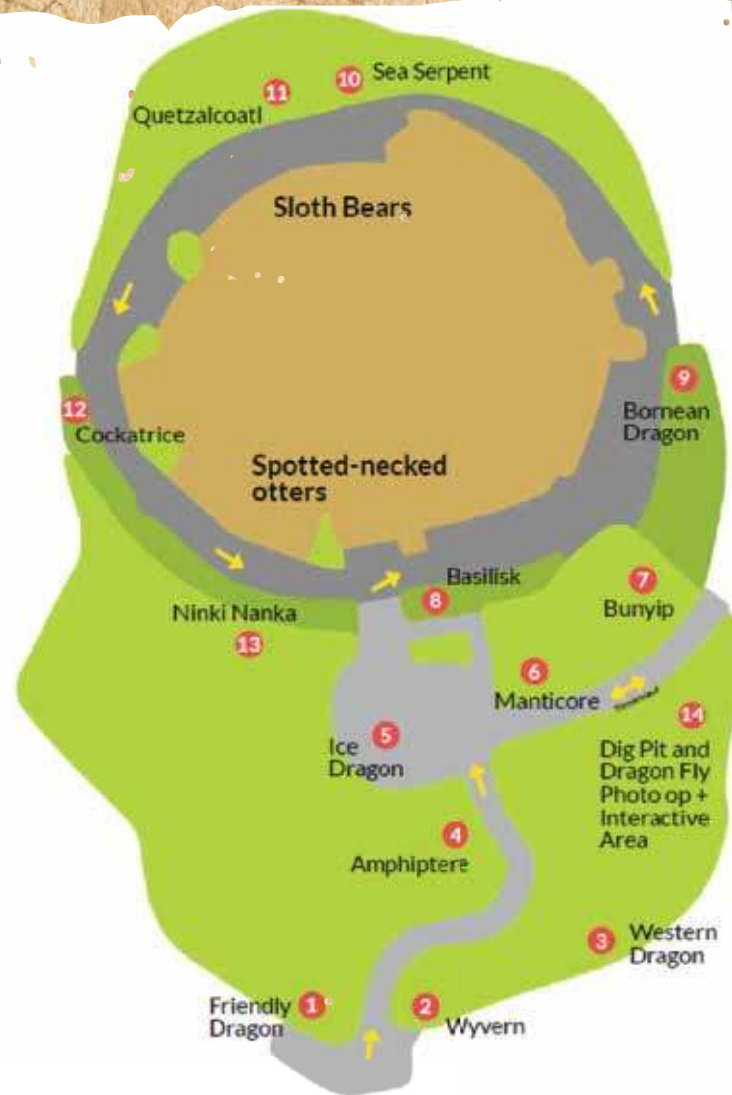 10 Sea Serpent
11
Quetzalcoatl
Sloth Bears
9
Bornean
Dragon
12
Cockatrice
Spotted-necked
otters
Basilisk
8
7
Bunyip
Ninki Nanka
13
6
Manticore
14
Dig Pit and
Dragon Fly
Photo op +
Interactive
Area
5
Ice
Dragon
4
Amphiptere
3 Western
Dragon
Friendly 1
Dragon
2
Wyvern